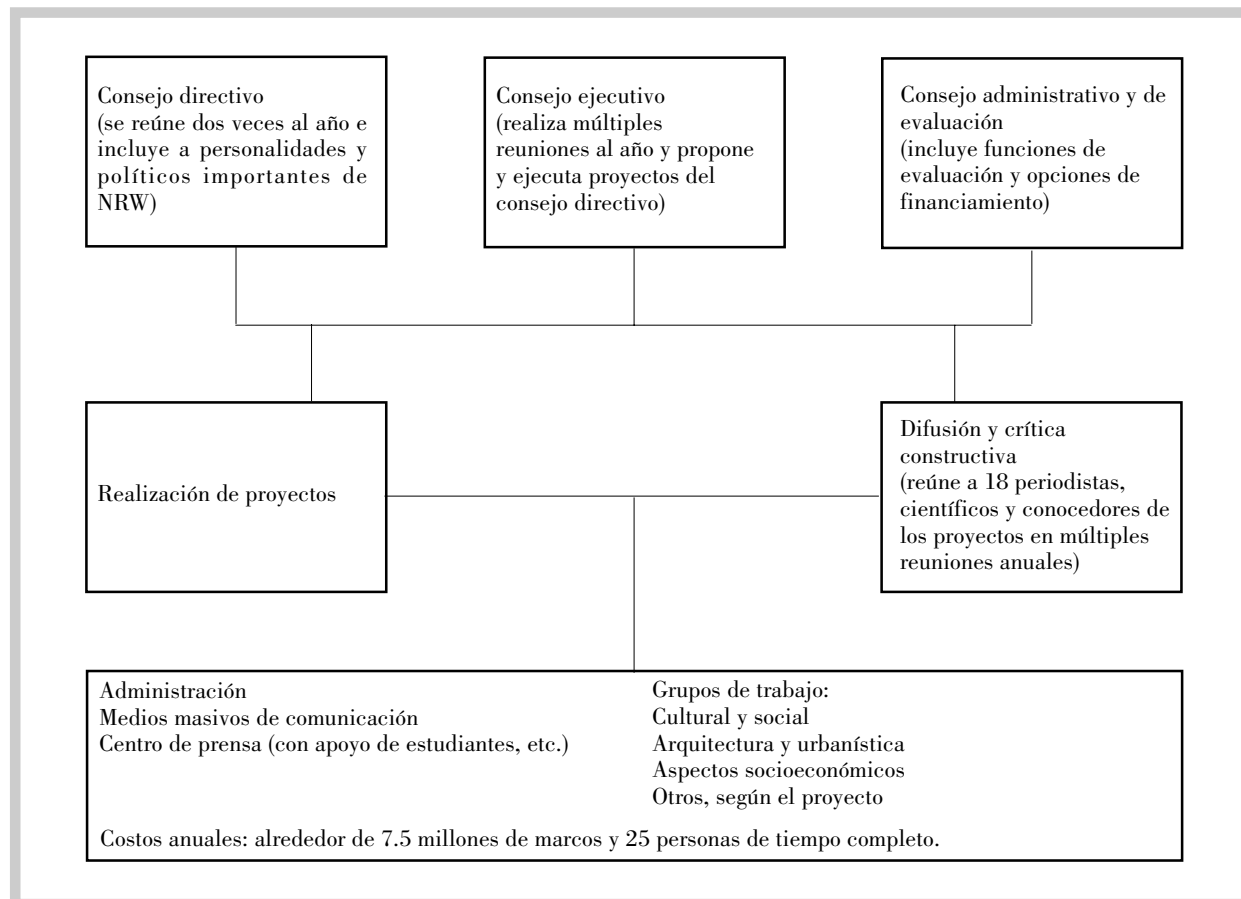 Consejo directivo
(se reúne dos veces al año e
incluye a personalidades y
políticos importantes de
NRW)
Consejo ejecutivo
(realiza múltiples
reuniones al año y propone
y ejecuta proyectos del
consejo directivo)
Consejo administrativo y de
evaluación
(incluye funciones de
evaluación y opciones de
financiamiento)
Realización de proyectos
Difusión y crítica
constructiva
(reúne a 18 periodistas,
científicos y conocedores de
los proyectos en múltiples
reuniones anuales)
Administración
Medios masivos de comunicación
Centro de prensa (con apoyo de estudiantes, etc.)
Grupos de trabajo:
Cultural y social
Arquitectura y urbanística
Aspectos socioeconómicos
Otros, según el proyecto
Costos anuales: alrededor de 7.5 millones de marcos y 25 personas de tiempo completo.